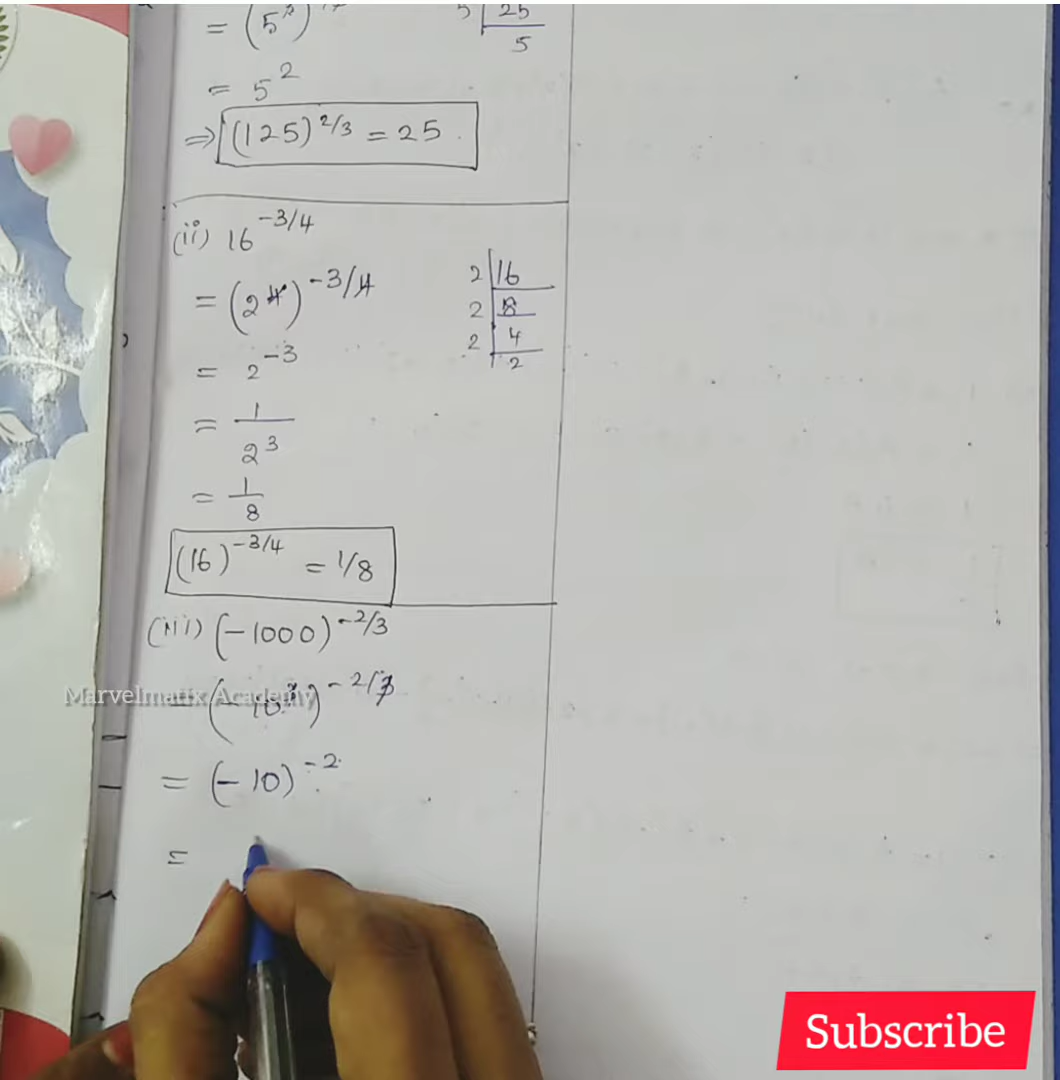 = (5³)²/³ 5 | 25
5
= 5²
⇒ (125)^2/3 = 25
(ii) 16^-3/4
= (2⁴)^-3/4 2 | 16
2 | 8
= 2^-3 2 | 4
2
= 1/2³
= 1/8
(16)^-3/4 = 1/8
(iii) (-1000)^-2/3
= (-10³)^-2/3
Marvelmatix Academy
= (-10)^-2
=
Subscribe